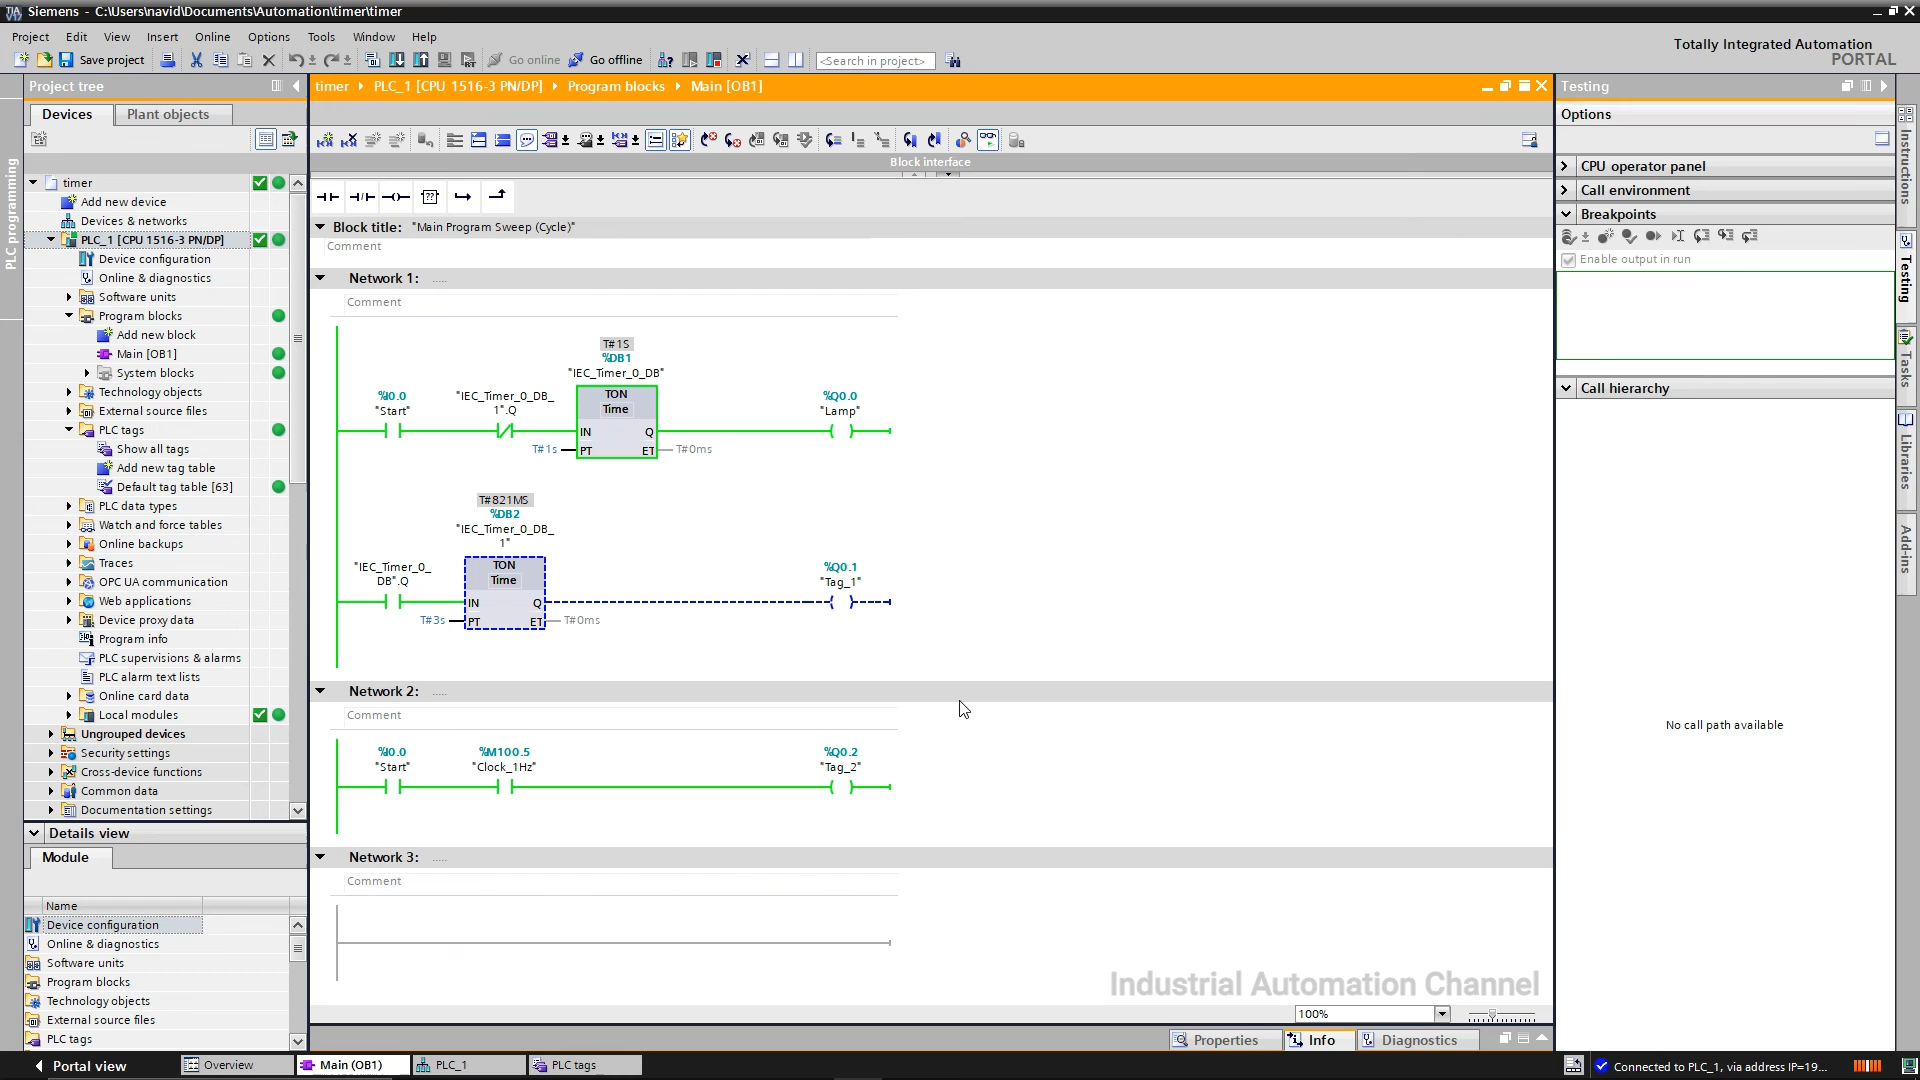 Siemens - C:\Users\navid\Documents\Automation\timer\timer
Project Edit View Insert Online Options Tools Window Help
Totally Integrated Automation
PORTAL
Save project
Go online
Go offline
<Search in project>
Project tree
timer
PLC_1 [CPU 1516-3 PN/DP]
Program blocks
Main [OB1]
Testing
Devices
Plant objects
Options
PLC programming
Block interface
CPU operator panel
Call environment
Breakpoints
Enable output in run
Call hierarchy
No call path available
Instructions
Testing
Tasks
Libraries
Add-ins
timer
Add new device
Devices & networks
PLC_1 [CPU 1516-3 PN/DP]
Device configuration
Online & diagnostics
Software units
Program blocks
Add new block
Main [OB1]
System blocks
Technology objects
External source files
PLC tags
Show all tags
Add new tag table
Default tag table [63]
PLC data types
Watch and force tables
Online backups
Traces
OPC UA communication
Web applications
Device proxy data
Program info
PLC supervisions & alarms
PLC alarm text lists
Online card data
Local modules
Ungrouped devices
Security settings
Cross-device functions
Common data
Documentation settings
Details view
Module
Name
Device configuration
Online & diagnostics
Software units
Program blocks
Technology objects
External source files
PLC tags
Block title: "Main Program Sweep (Cycle)"
Comment
Network 1: .....
Comment
T#1S
%DB1
"IEC_Timer_0_DB"
%I0.0
"Start"
"IEC_Timer_0_DB_
1".Q
TON
Time
%Q0.0
"Lamp"
IN
Q
T#1s
PT
ET
T#0ms
T#821MS
%DB2
"IEC_Timer_0_DB_
1"
"IEC_Timer_0_
DB".Q
TON
Time
%Q0.1
"Tag_1"
IN
Q
T#3s
PT
ET
T#0ms
Network 2: .....
Comment
%I0.0
"Start"
%M100.5
"Clock_1Hz"
%Q0.2
"Tag_2"
Network 3: .....
Comment
Industrial Automation Channel
100%
Properties
Info
Diagnostics
Portal view
Overview
Main (OB1)
PLC_1
PLC tags
Connected to PLC_1, via address IP=19...